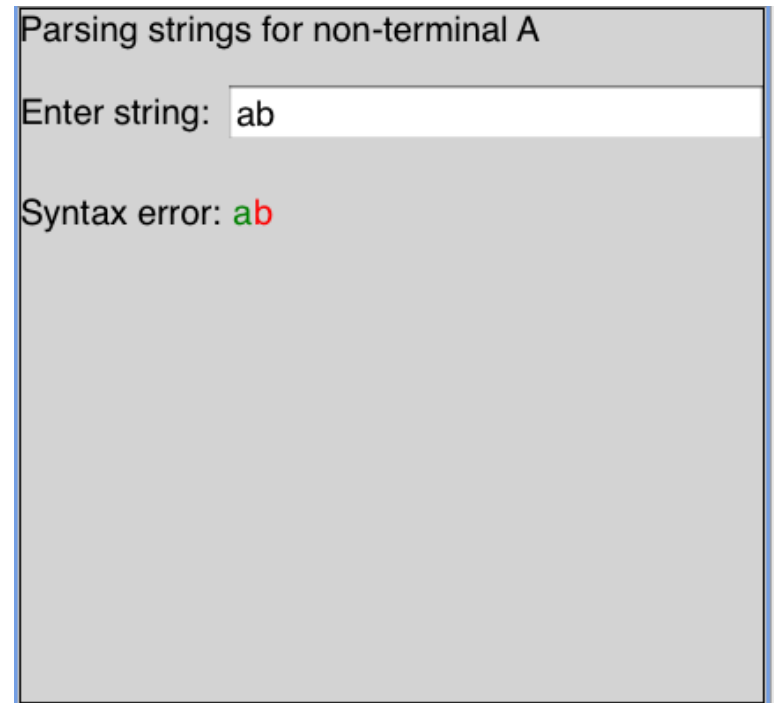 Parsing strings for non-terminal A
Enter string: ab
Syntax error: ab